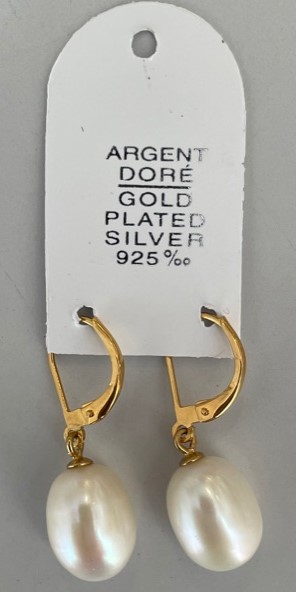 ARGENT
DORÉ
GOLD
PLATED
SILVER
925‰